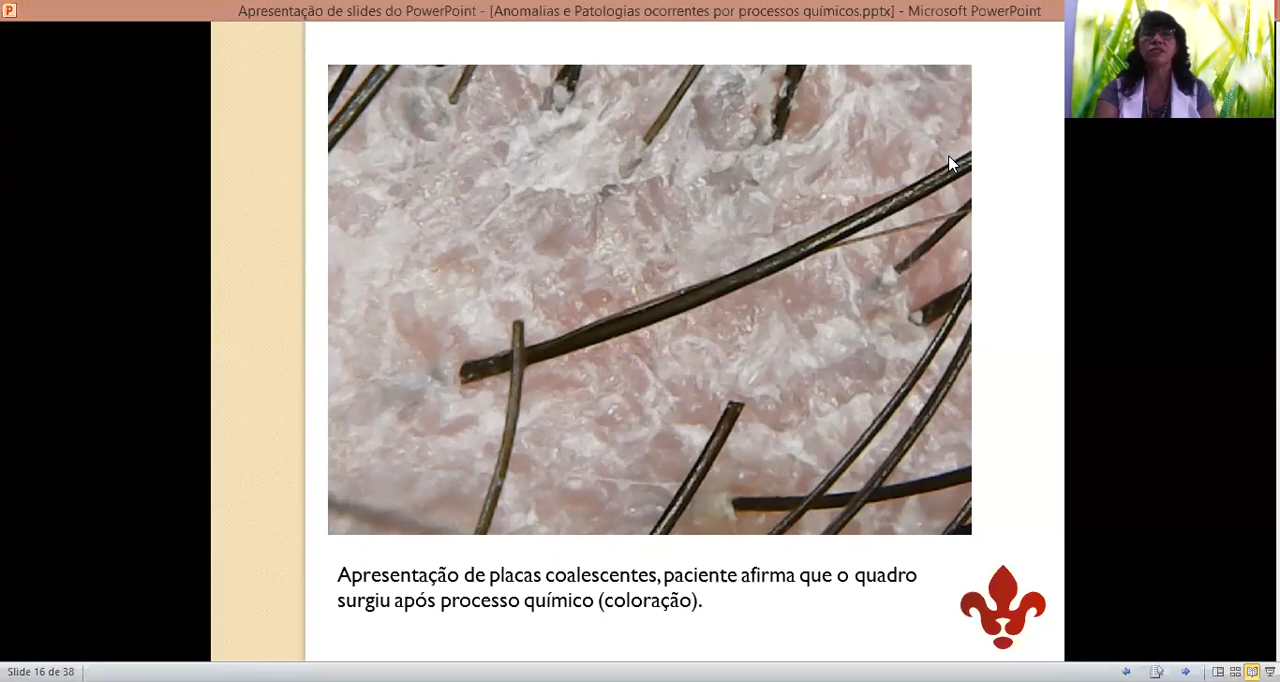 Apresentação de slides do PowerPoint - [Anomalias e Patologias ocorrentes por processos químicos.pptx] - Microsoft PowerPoint
Apresentação de placas coalescentes, paciente afirma que o quadro
surgiu após processo químico (coloração).
Slide 16 de 38